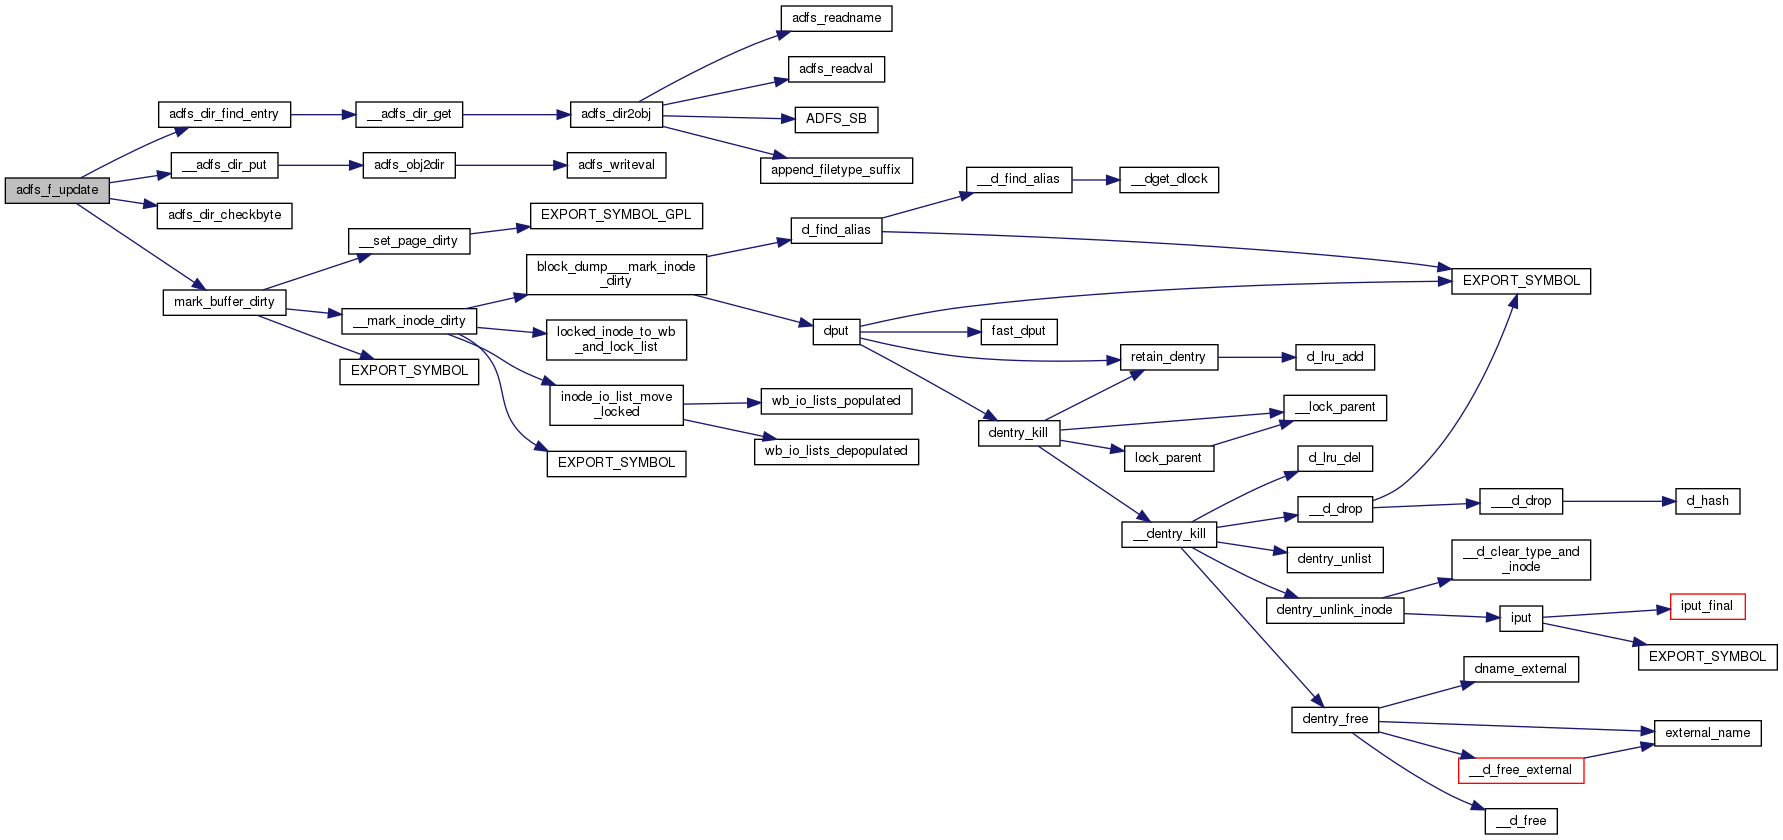 adfs_f_update
adfs_dir_find_entry
__adfs_dir_put
adfs_dir_checkbyte
mark_buffer_dirty
__adfs_dir_get
adfs_obj2dir
__set_page_dirty
__mark_inode_dirty
EXPORT_SYMBOL
adfs_dir2obj
adfs_writeval
EXPORT_SYMBOL_GPL
block_dump___mark_inode
_dirty
locked_inode_to_wb
_and_lock_list
inode_io_list_move
_locked
EXPORT_SYMBOL
adfs_readname
adfs_readval
ADFS_SB
append_filetype_suffix
d_find_alias
dput
wb_io_lists_populated
wb_io_lists_depopulated
__d_find_alias
fast_dput
dentry_kill
__dget_dlock
retain_dentry
lock_parent
__dentry_kill
d_lru_add
__lock_parent
d_lru_del
__d_drop
dentry_unlist
dentry_unlink_inode
dentry_free
EXPORT_SYMBOL
___d_drop
__d_clear_type_and
_inode
iput
dname_external
__d_free_external
__d_free
d_hash
iput_final
EXPORT_SYMBOL
external_name